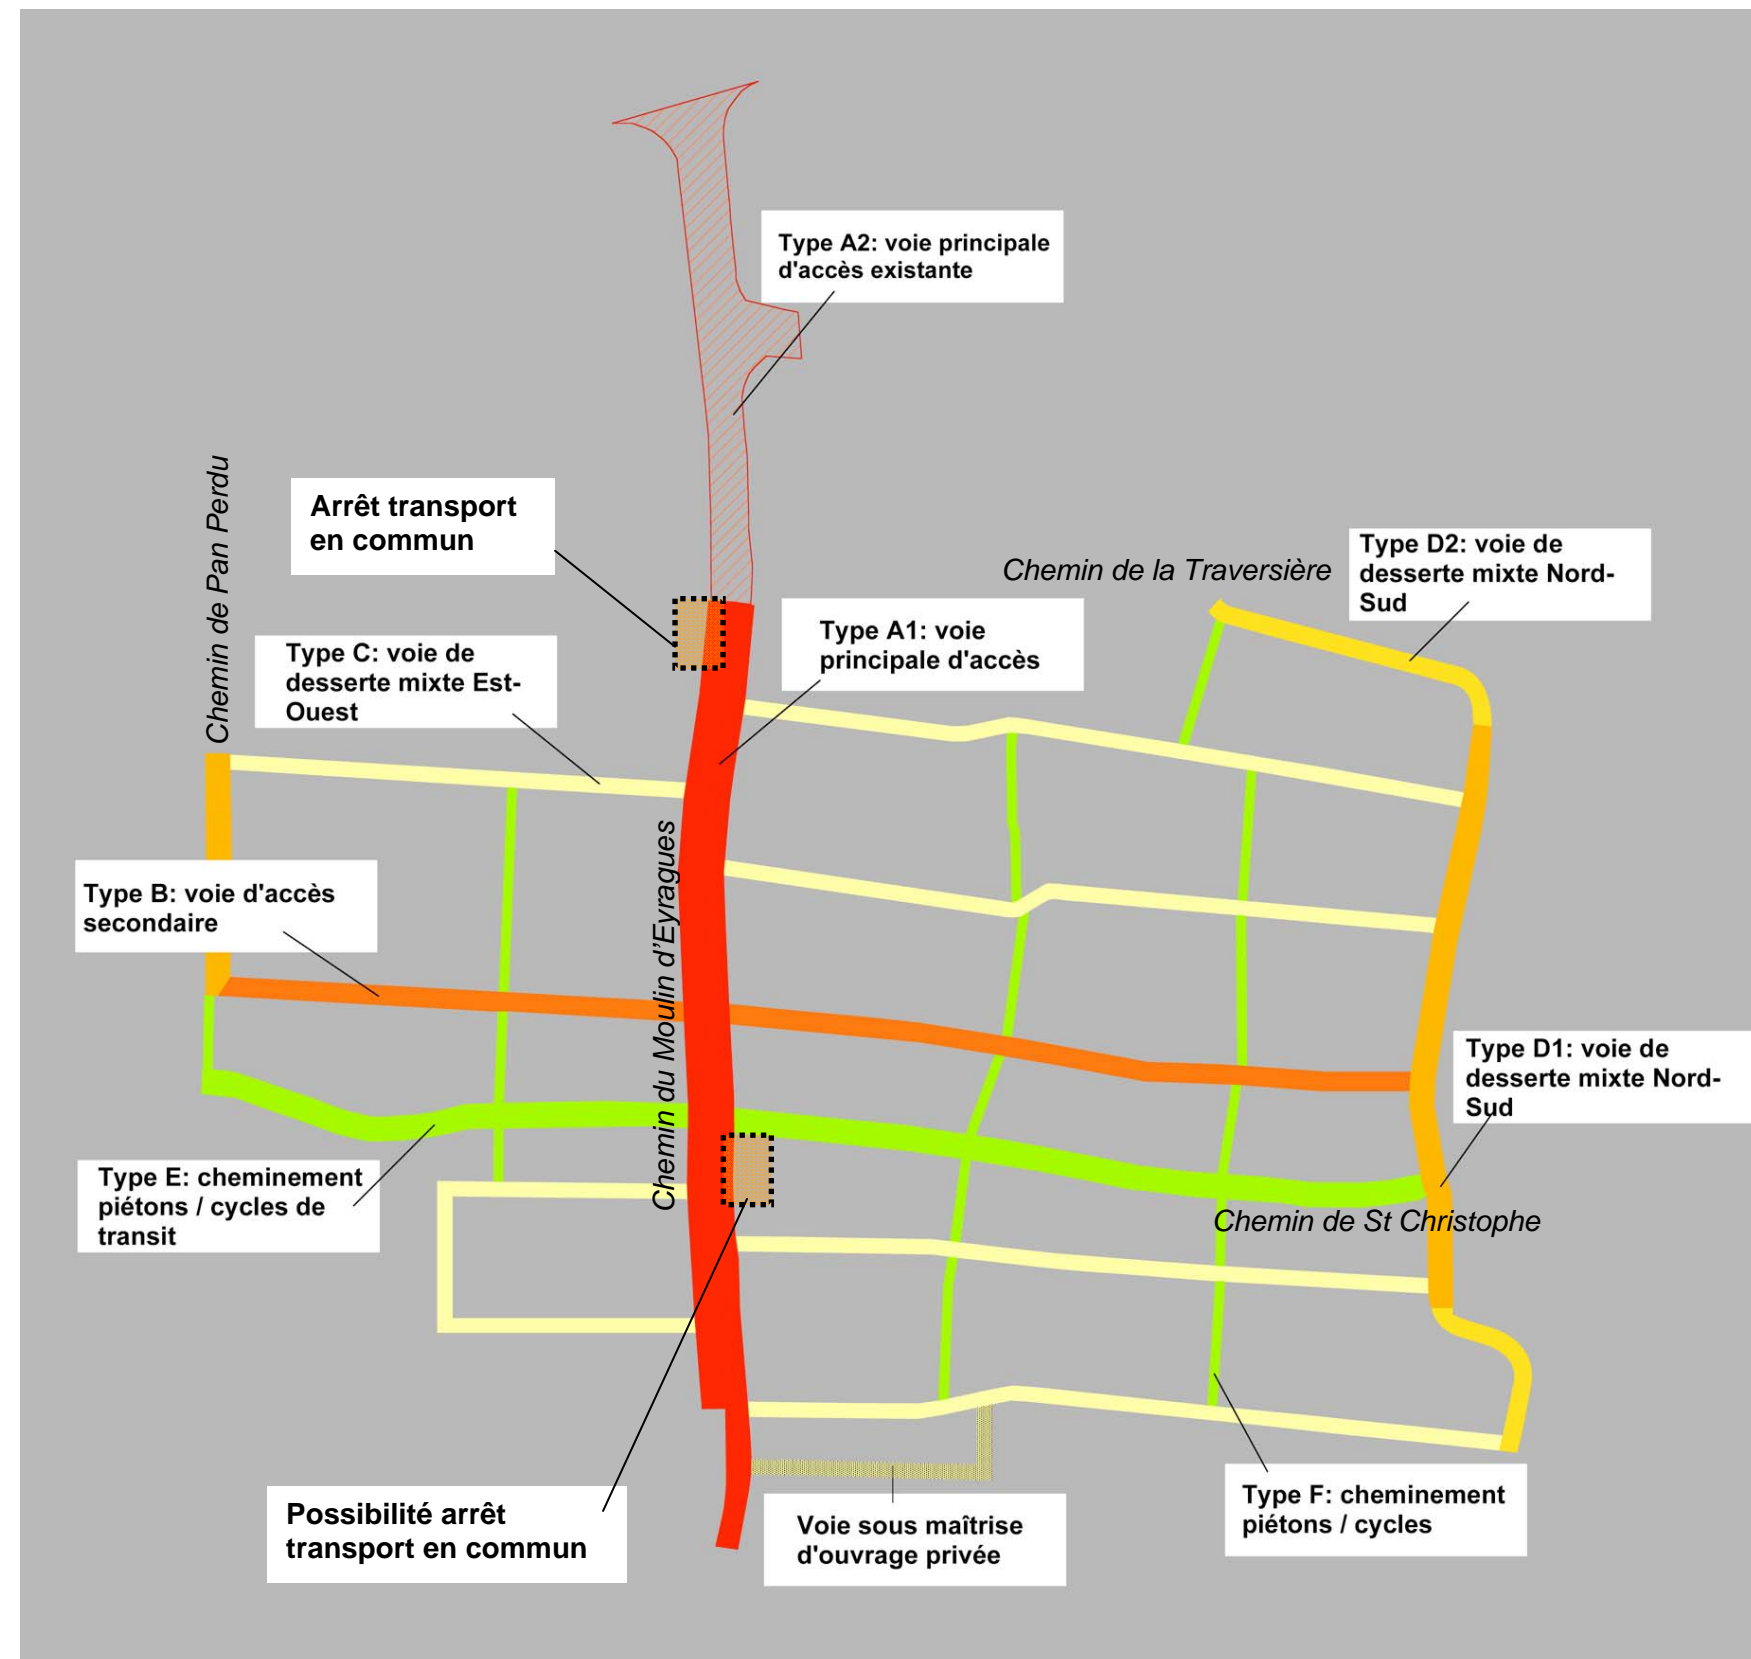 Type A2: voie principale
d'accès existante
Chemin de Pan Perdu
Arrêt transport
en commun
Chemin de la Traversière
Type D2: voie de
desserte mixte Nord-
Sud
Type A1: voie
principale d'accès
Type C: voie de
desserte mixte Est-
Ouest
Type B: voie d'accès
secondaire
Chemin du Moulin d’Eyragues
Type D1: voie de
desserte mixte Nord-
Sud
Type E: cheminement
piétons / cycles de
transit
Chemin de St Christophe
Possibilité arrêt
transport en commun
Voie sous maîtrise
d'ouvrage privée
Type F: cheminement
piétons / cycles